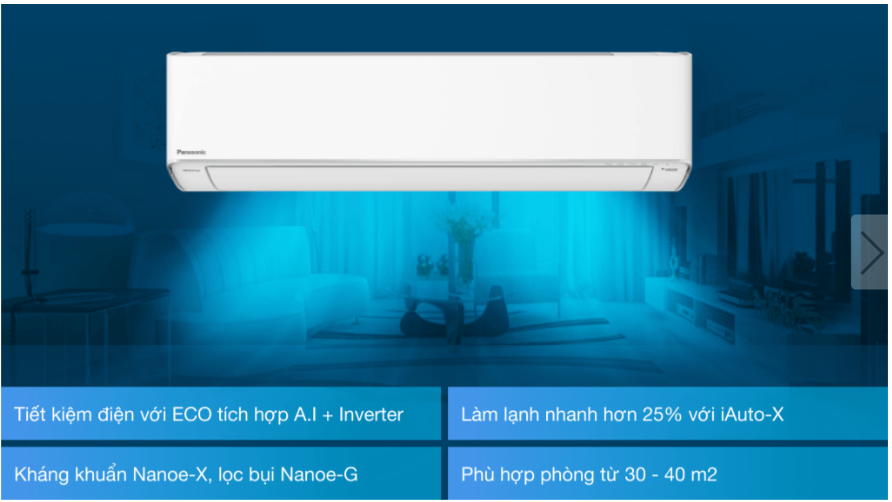 Panasonic
Tiết kiệm điện với ECO tích hợp A.I + Inverter
Làm lạnh nhanh hơn 25% với iAuto-X
Kháng khuẩn Nanoe-X, lọc bụi Nanoe-G
Phù hợp phòng từ 30 - 40 m2